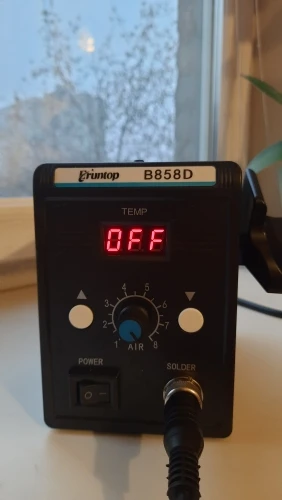 Eruntop B858D
TEMP
OFF
1 2 3 4 5 6 7 8
AIR
POWER SOLDER